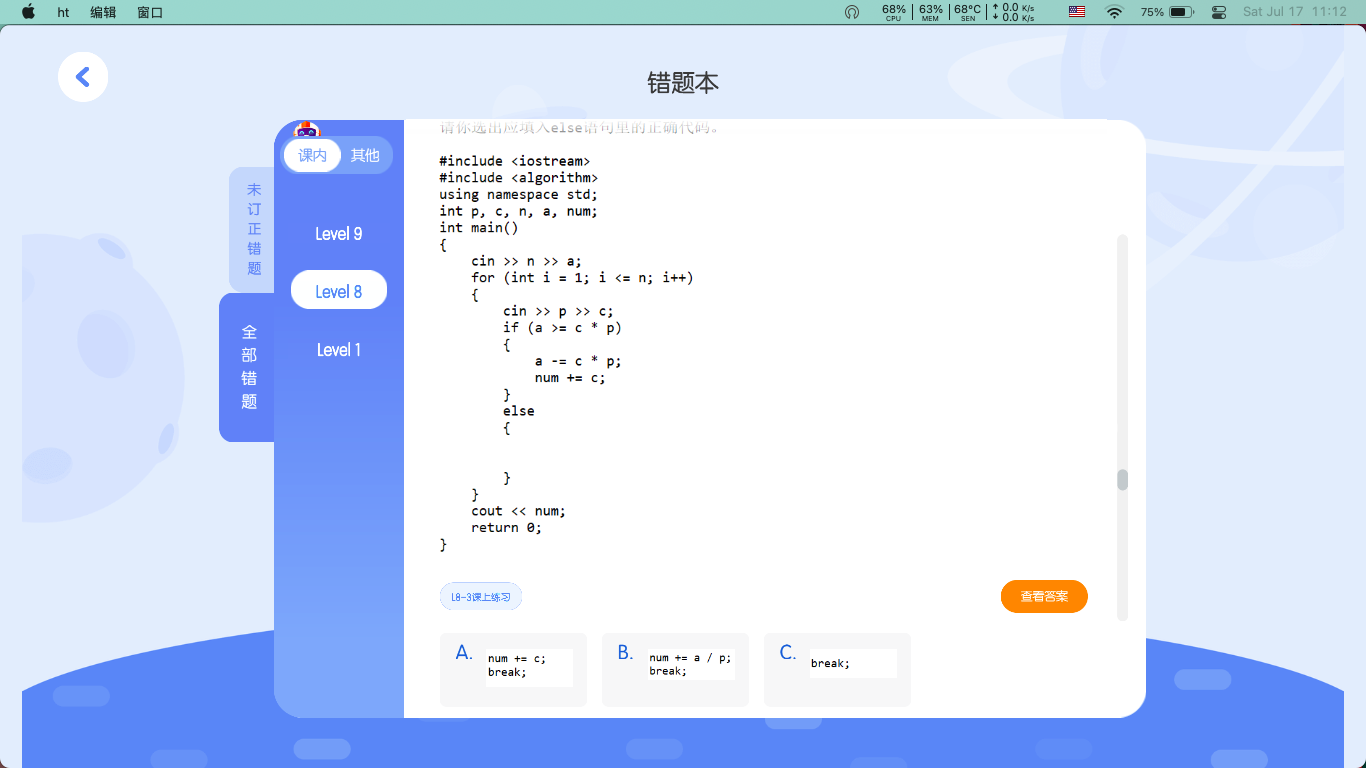 ht 编辑 窗口
68% CPU 63% MEM 68°C SEN ↑ 0.0 K/s ↓ 0.0 K/s 75% Sat Jul 17 11:12
错题本
未订正错题
全部错题
课内 其他
Level 9
Level 8
Level 1
请你选出应填入else语句里的正确代码。
#include <iostream>
#include <algorithm>
using namespace std;
int p, c, n, a, num;
int main()
{
    cin >> n >> a;
    for (int i = 1; i <= n; i++)
    {
        cin >> p >> c;
        if (a >= c * p)
        {
            a -= c * p;
            num += c;
        }
        else
        {
        }
    }
    cout << num;
    return 0;
}
L8-3课上练习
查看答案
A. num += c;
break;
B. num += a / p;
break;
C. break;